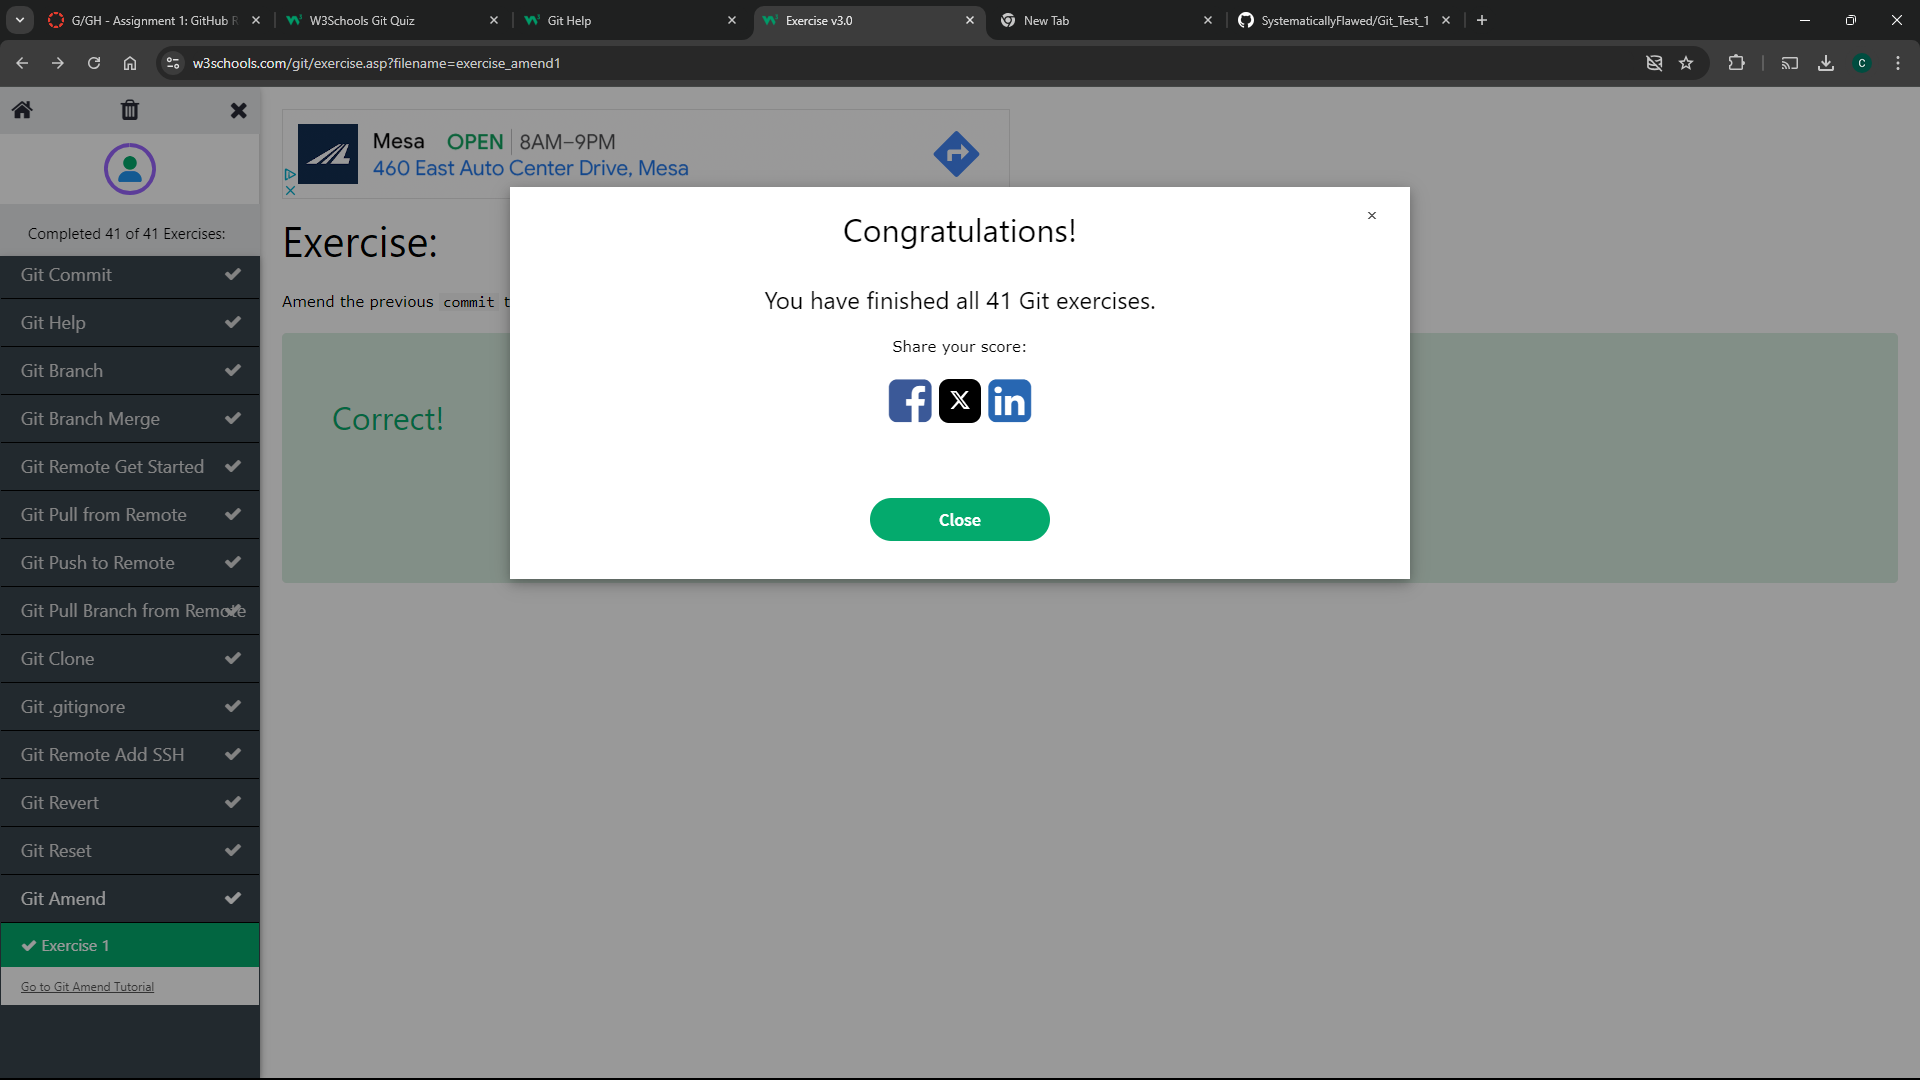 G/GH - Assignment 1: GitHub R
W3Schools Git Quiz
Git Help
Exercise v3.0
New Tab
SystematicallyFlawed/Git_Test_1
w3schools.com/git/exercise.asp?filename=exercise_amend1
C
Completed 41 of 41 Exercises:
Git Commit
Git Help
Git Branch
Git Branch Merge
Git Remote Get Started
Git Pull from Remote
Git Push to Remote
Git Pull Branch from Remote
Git Clone
Git .gitignore
Git Remote Add SSH
Git Revert
Git Reset
Git Amend
Exercise 1
Go to Git Amend Tutorial
Mesa OPEN 8AM–9PM
460 East Auto Center Drive, Mesa
Exercise:
Amend the previous commit t
Correct!
Congratulations!
You have finished all 41 Git exercises.
Share your score:
Close